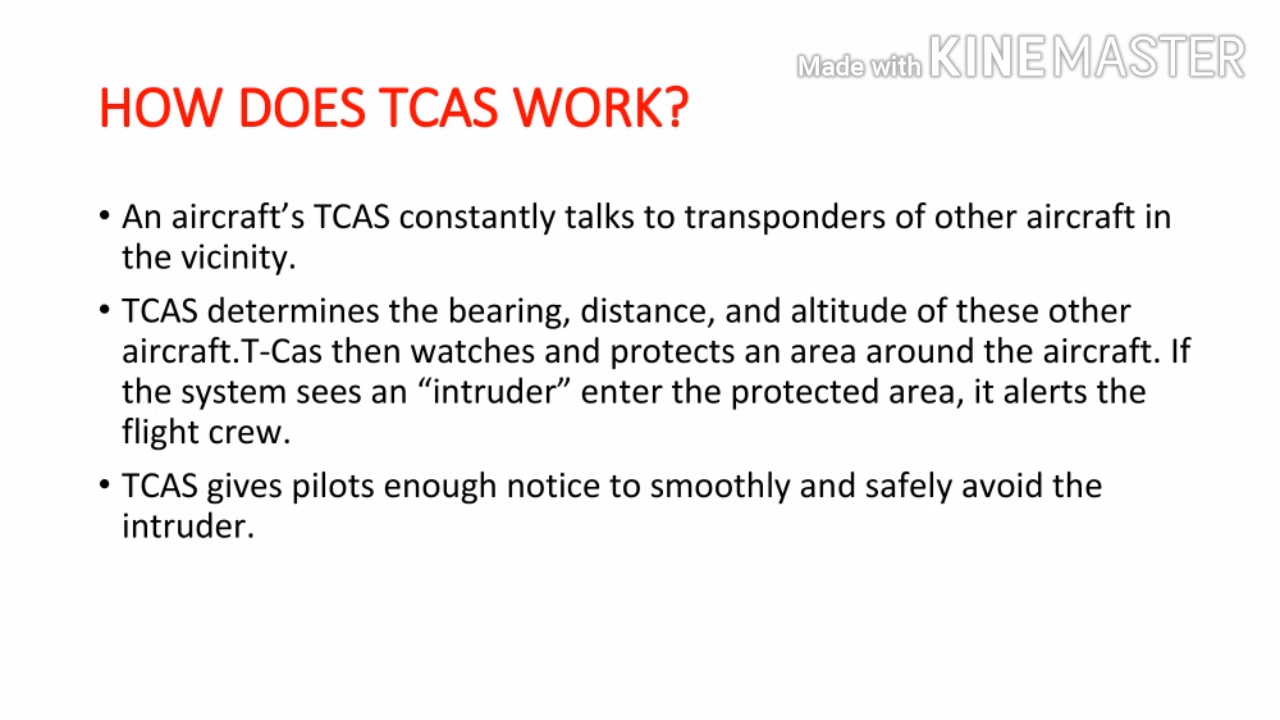 Made with KINEMASTER
HOW DOES TCAS WORK?
• An aircraft’s TCAS constantly talks to transponders of other aircraft in
the vicinity.
• TCAS determines the bearing, distance, and altitude of these other
aircraft.T-Cas then watches and protects an area around the aircraft. If
the system sees an “intruder” enter the protected area, it alerts the
flight crew.
• TCAS gives pilots enough notice to smoothly and safely avoid the
intruder.